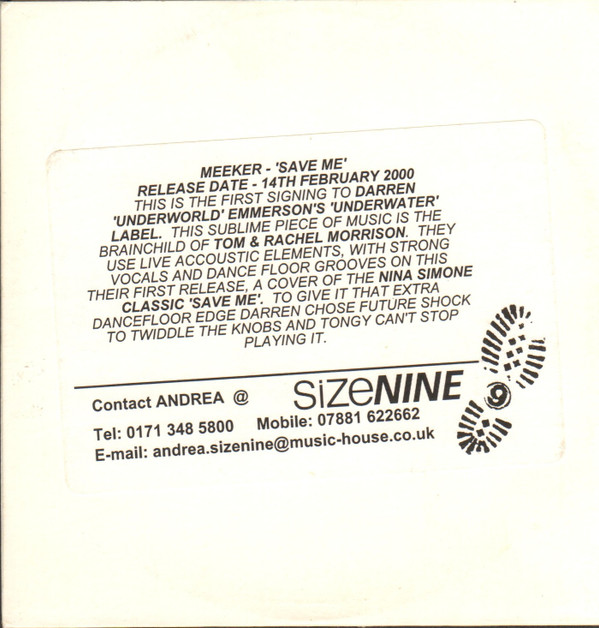 MEEKER - 'SAVE ME'
RELEASE DATE - 14TH FEBRUARY 2000
THIS IS THE FIRST SIGNING TO DARREN
'UNDERWORLD' EMMERSON'S 'UNDERWATER'
LABEL. THIS SUBLIME PIECE OF MUSIC IS THE
BRAINCHILD OF TOM & RACHEL MORRISON. THEY
USE LIVE ACCOUSTIC ELEMENTS, WITH STRONG
VOCALS AND DANCE FLOOR GROOVES ON THIS
THEIR FIRST RELEASE, A COVER OF THE NINA SIMONE
CLASSIC 'SAVE ME'. TO GIVE IT THAT EXTRA
DANCEFLOOR EDGE DARREN CHOSE FUTURE SHOCK
TO TWIDDLE THE KNOBS AND TONGY CAN'T STOP
PLAYING IT.
Contact ANDREA @ SiZeNINE 9
Tel: 0171 348 5800 Mobile: 07881 622662
E-mail: andrea.sizenine@music-house.co.uk